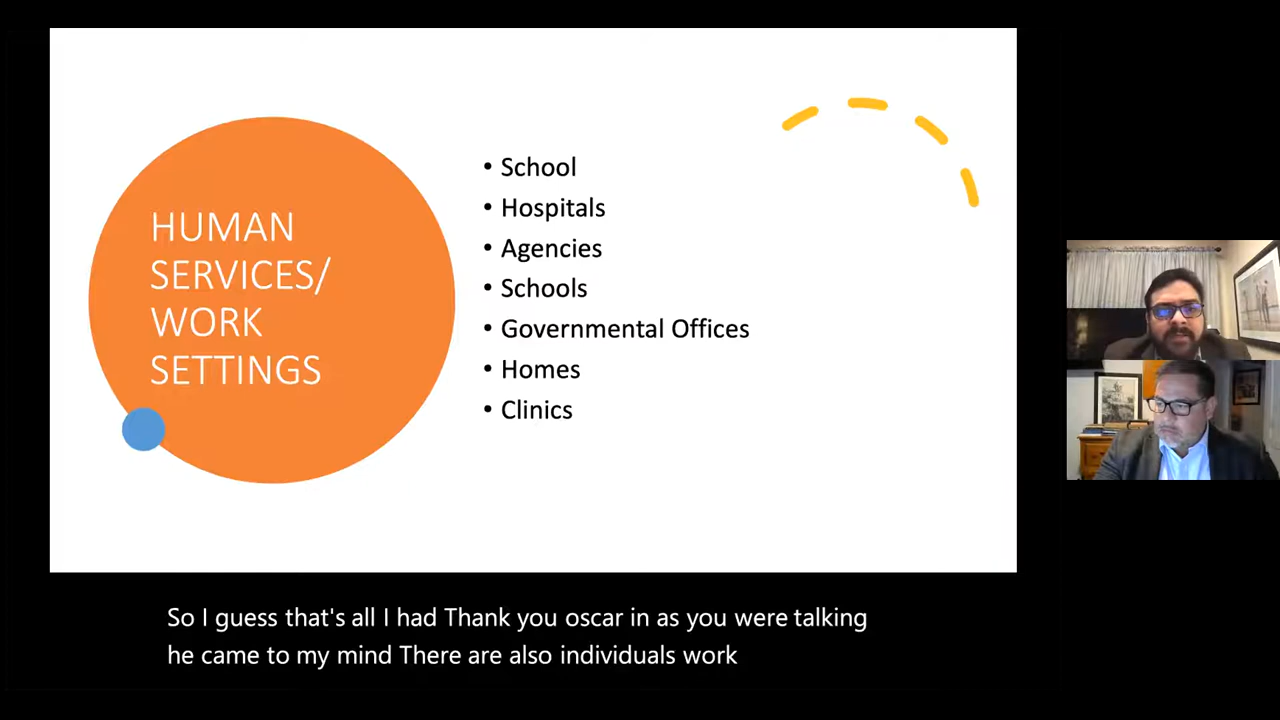 HUMAN
SERVICES/
WORK
SETTINGS
• School
• Hospitals
• Agencies
• Schools
• Governmental Offices
• Homes
• Clinics
So I guess that's all I had Thank you oscar in as you were talking
he came to my mind There are also individuals work